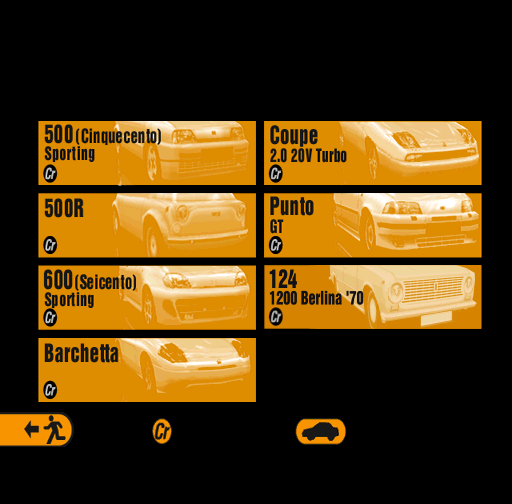 500 (Cinquecento)
Sporting
Cr
500R
Cr
600 (Seicento)
Sporting
Cr
Barchetta
Cr
Coupe
2.0 20V Turbo
Cr
Punto
GT
Cr
124
1200 Berlina '70
Cr
Cr